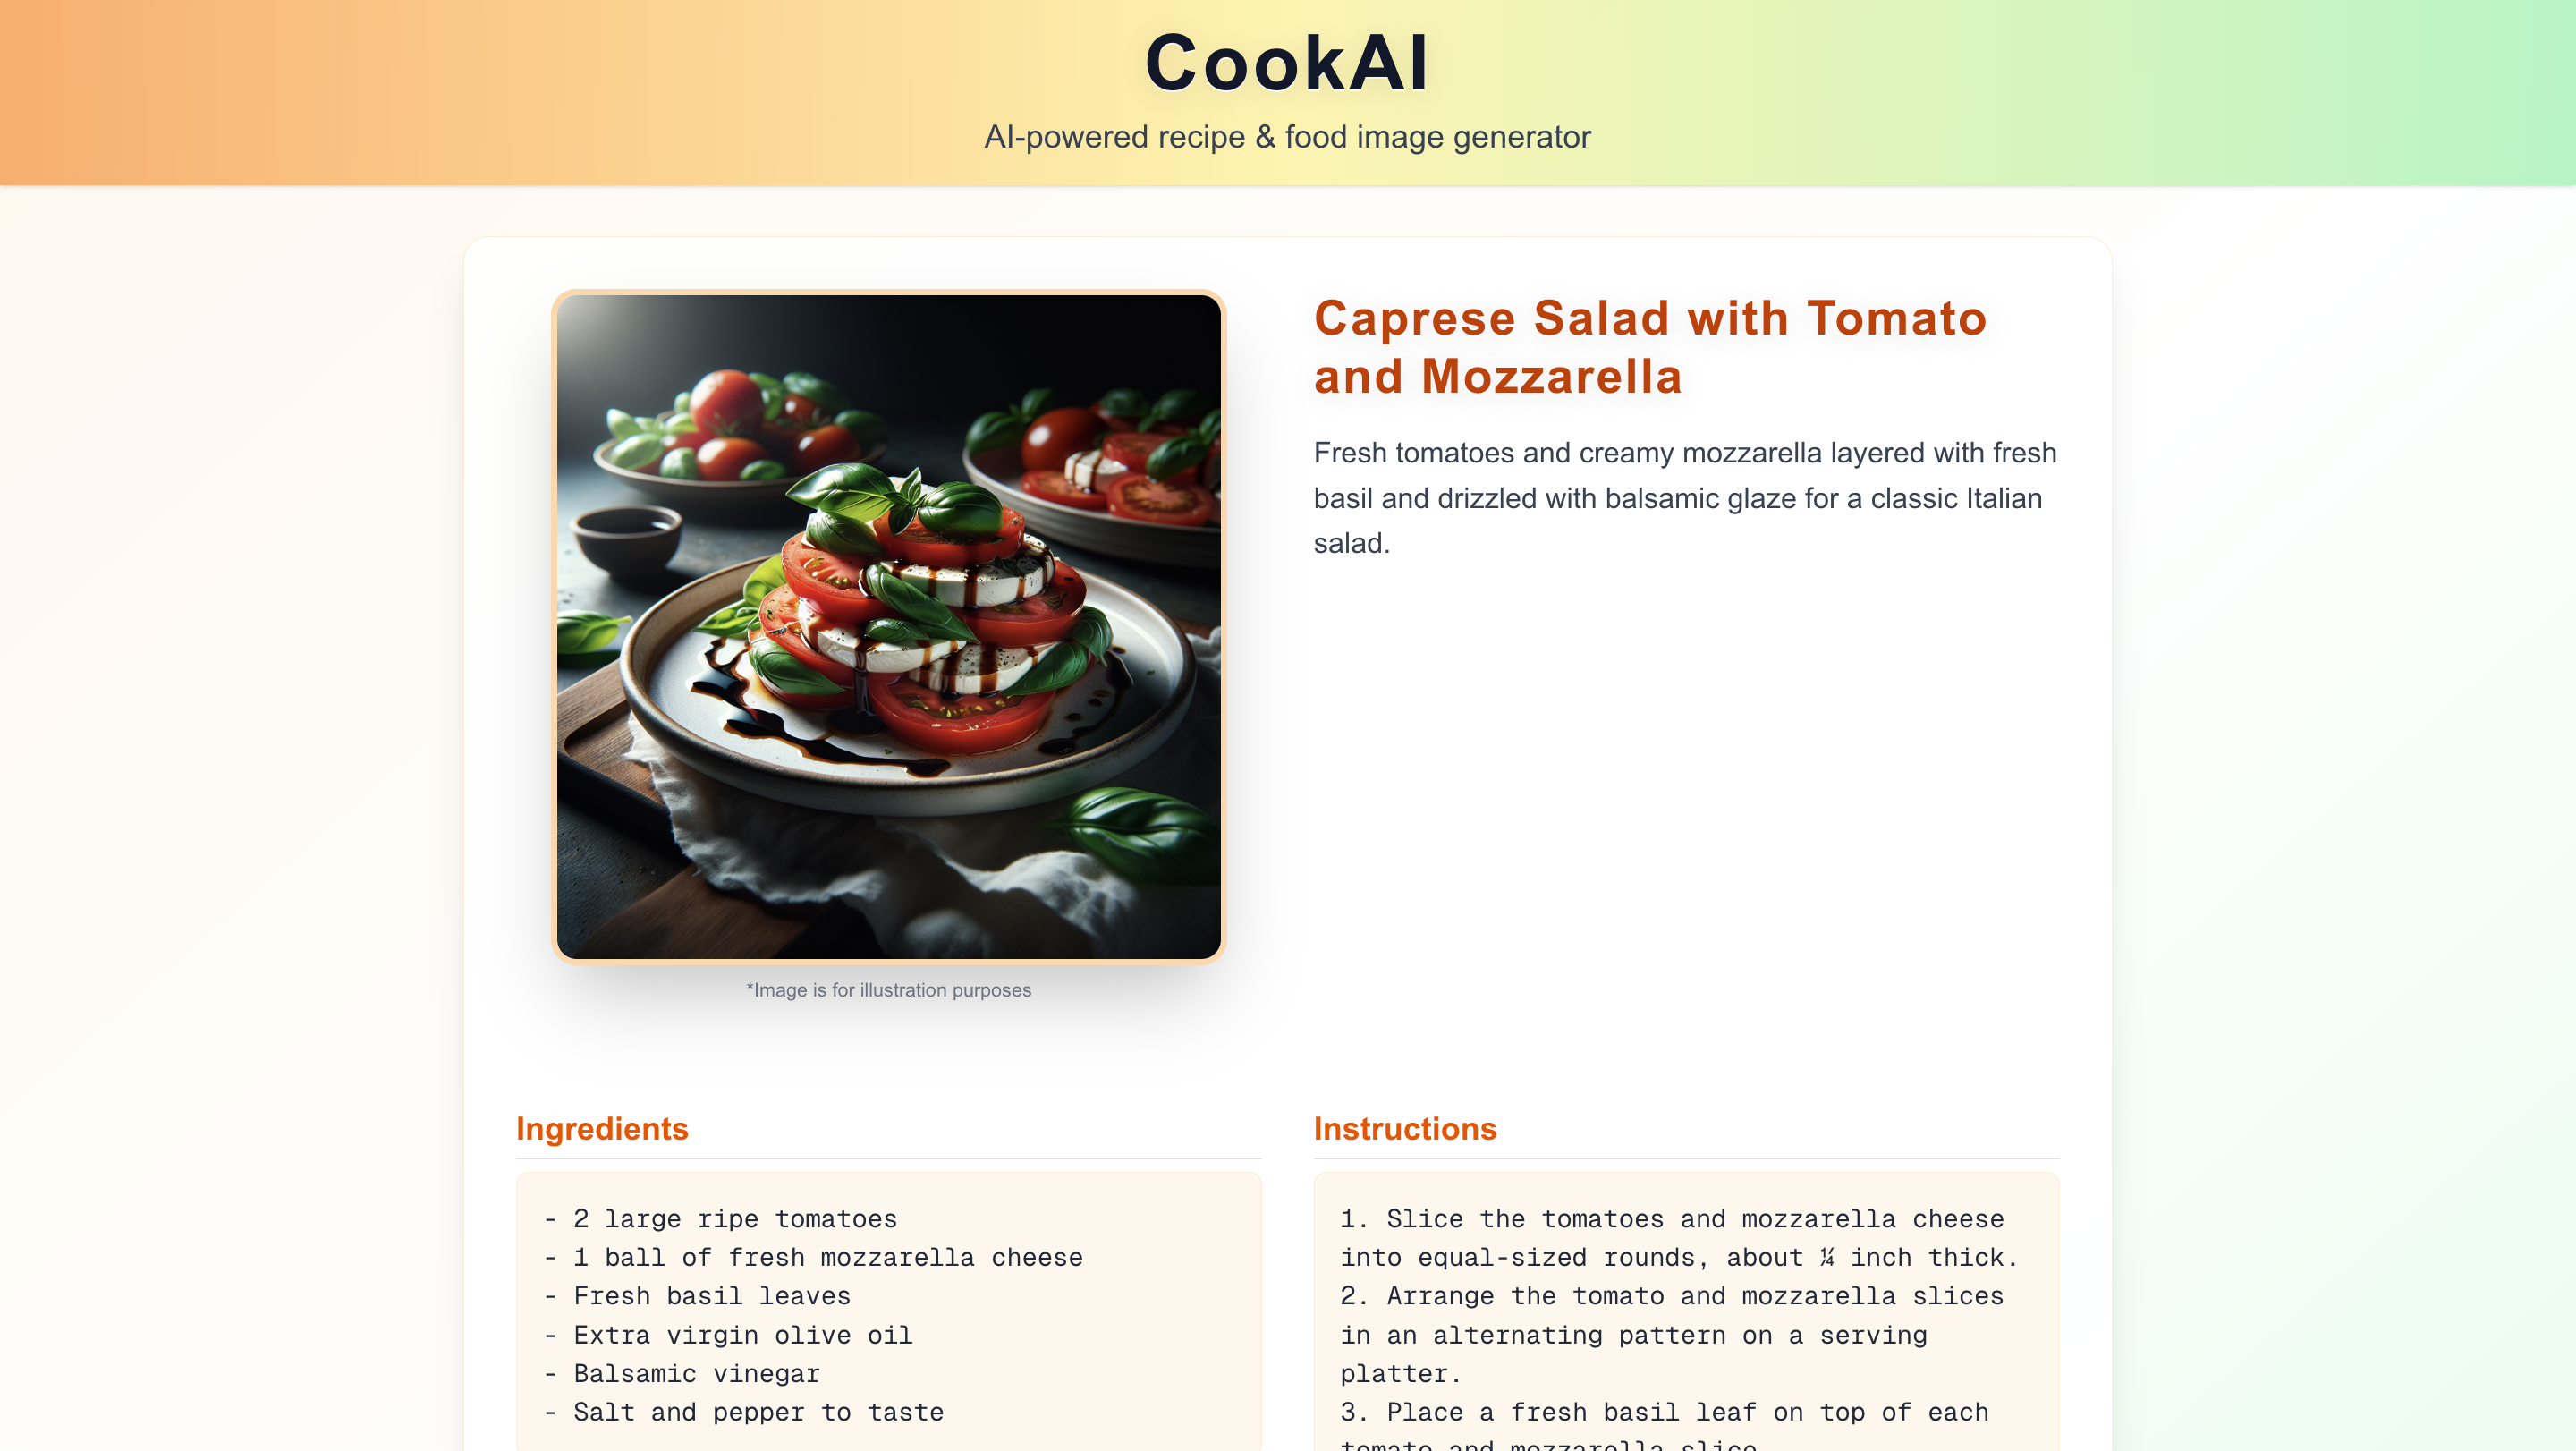 CookAI
AI-powered recipe & food image generator
Caprese Salad with Tomato
and Mozzarella
Fresh tomatoes and creamy mozzarella layered with fresh
basil and drizzled with balsamic glaze for a classic Italian
salad.
*Image is for illustration purposes
Ingredients
- 2 large ripe tomatoes
- 1 ball of fresh mozzarella cheese
- Fresh basil leaves
- Extra virgin olive oil
- Balsamic vinegar
- Salt and pepper to taste
Instructions
1. Slice the tomatoes and mozzarella cheese
into equal-sized rounds, about ¼ inch thick.
2. Arrange the tomato and mozzarella slices
in an alternating pattern on a serving
platter.
3. Place a fresh basil leaf on top of each
tomato and mozzarella slice.